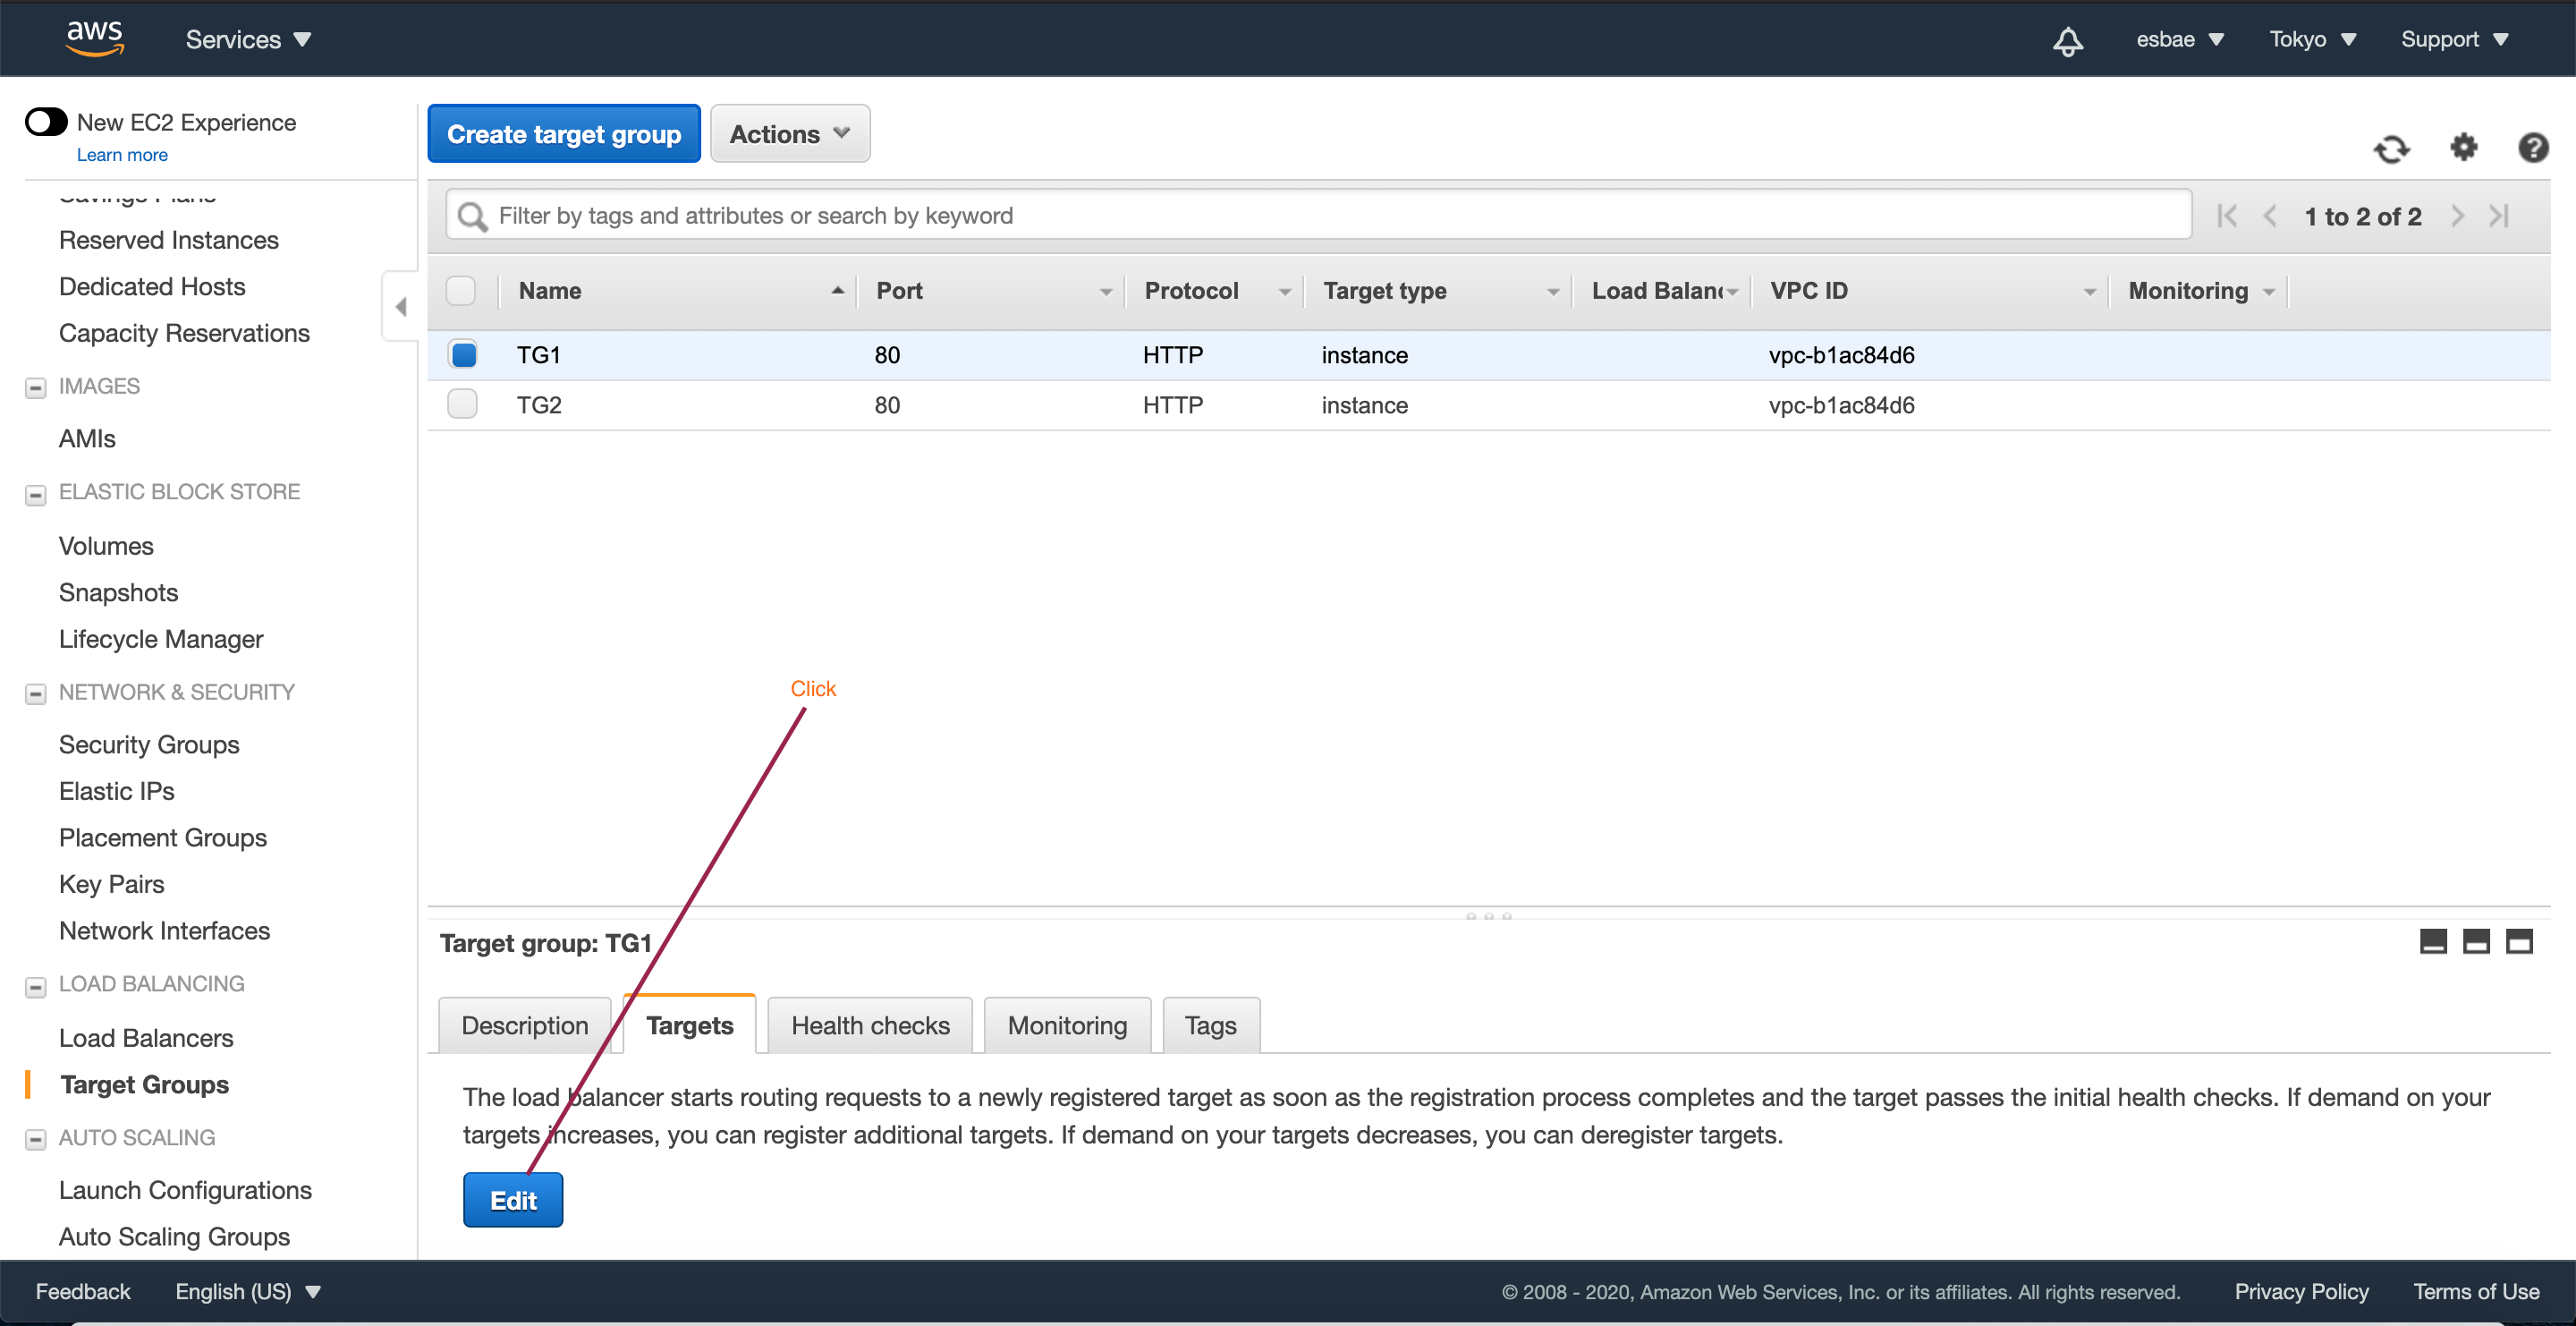 aws Services esbae Tokyo Support
New EC2 Experience
Learn more
Savings Plans
Reserved Instances
Dedicated Hosts
Capacity Reservations
IMAGES
AMIs
ELASTIC BLOCK STORE
Volumes
Snapshots
Lifecycle Manager
NETWORK & SECURITY
Security Groups
Elastic IPs
Placement Groups
Key Pairs
Network Interfaces
LOAD BALANCING
Load Balancers
Target Groups
AUTO SCALING
Launch Configurations
Auto Scaling Groups
Create target group Actions
Filter by tags and attributes or search by keyword 1 to 2 of 2
Name Port Protocol Target type Load Balan VPC ID Monitoring
TG1 80 HTTP instance vpc-b1ac84d6
TG2 80 HTTP instance vpc-b1ac84d6
Click
Target group: TG1
Description Targets Health checks Monitoring Tags
The load balancer starts routing requests to a newly registered target as soon as the registration process completes and the target passes the initial health checks. If demand on your
targets increases, you can register additional targets. If demand on your targets decreases, you can deregister targets.
Edit
Feedback English (US) © 2008 - 2020, Amazon Web Services, Inc. or its affiliates. All rights reserved. Privacy Policy Terms of Use